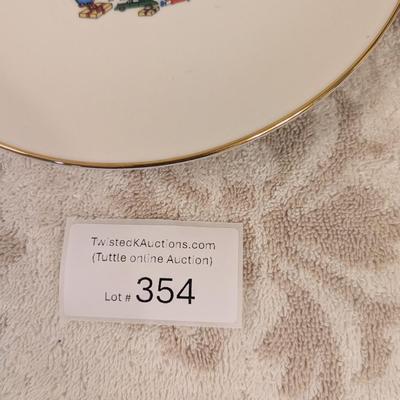 TwistedKAuctions.com
(Tuttle online Auction)
Lot # 354